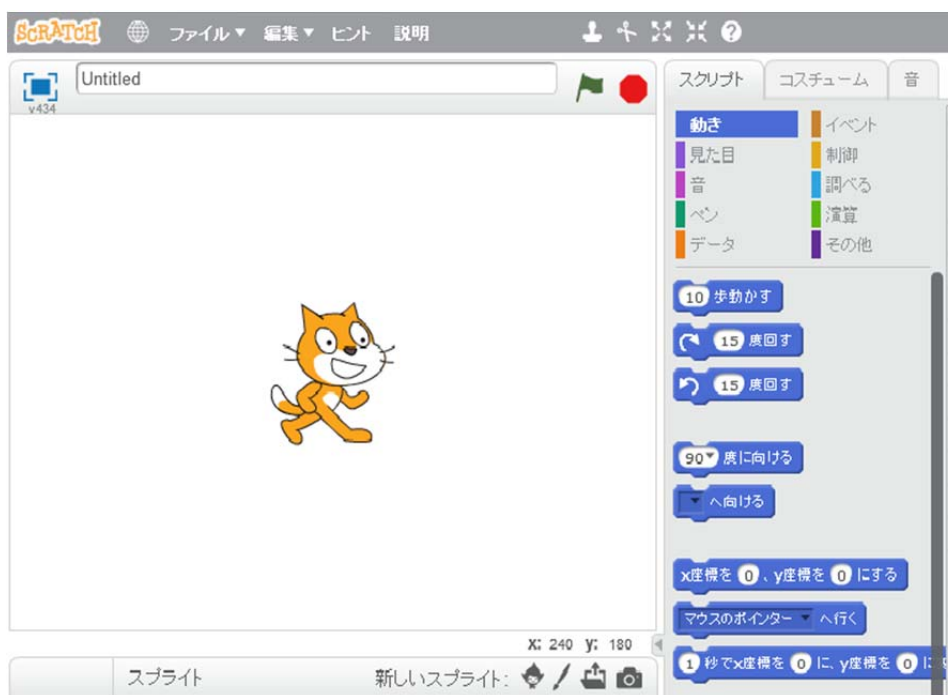 SCRATCH ファイル▼ 編集▼ ヒント 説明
v434
Untitled
スクリプト コスチューム 音
動き イベント
見た目 制御
音 調べる
ペン 演算
データ その他
10 歩動かす
15 度回す
15 度回す
90▼ 度に向ける
▼ へ向ける
x座標を 0 、y座標を 0 にする
マウスのポインター ▼ へ行く
1 秒でx座標を 0 に、y座標を 0 に
X: 240 y: 180
スプライト 新しいスプライト: